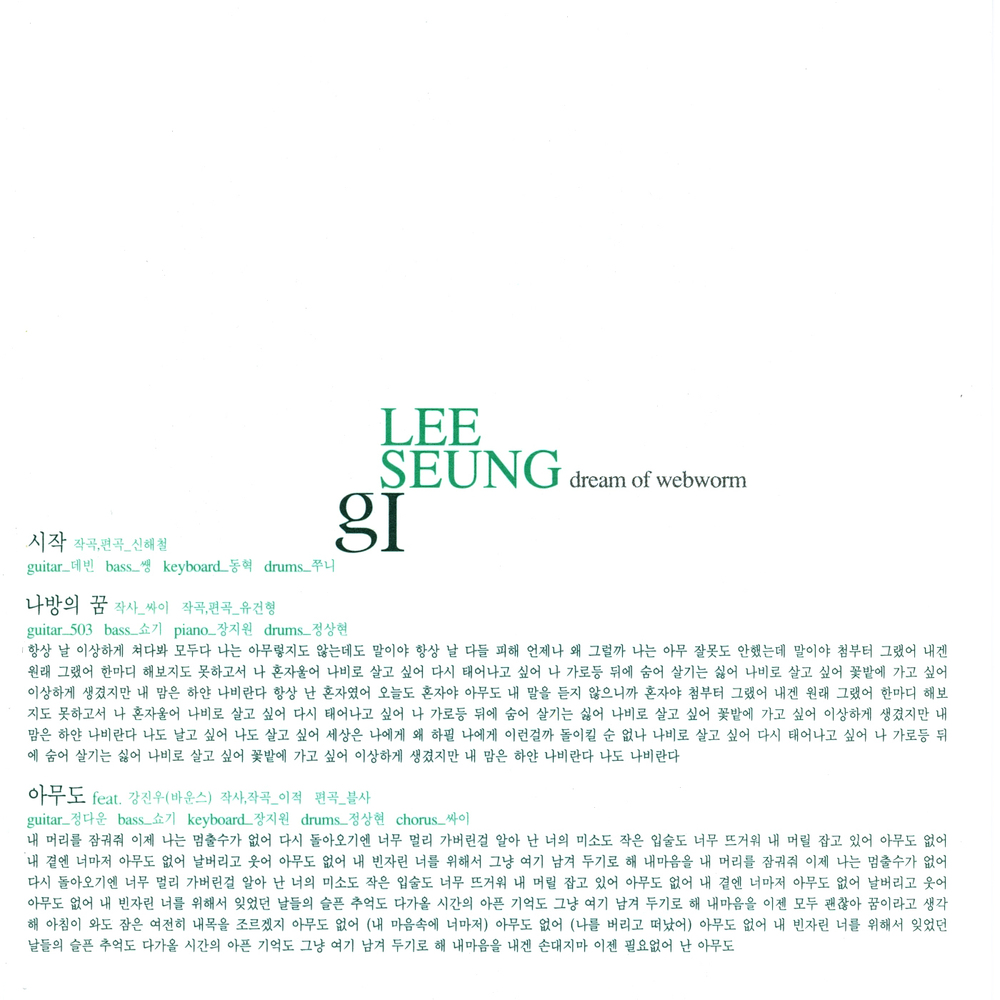 LEE
SEUNG dream of webworm
gI
시작 작곡,편곡_신해철
guitar_데빈 bass_쌩 keyboard_동혁 drums_쭈니
나방의 꿈 작사_싸이 작곡,편곡_유건형
guitar_503 bass_쇼기 piano_장지원 drums_정상현
항상 날 이상하게 쳐다봐 모두다 나는 아무렇지도 않는데도 말이야 항상 날 다들 피해 언제나 왜 그럴까 나는 아무 잘못도 안했는데 말이야 첨부터 그랬어 내겐
원래 그랬어 한마디 해보지도 못하고서 나 혼자울어 나비로 살고 싶어 다시 태어나고 싶어 나 가로등 뒤에 숨어 살기는 싫어 나비로 살고 싶어 꽃밭에 가고 싶어
이상하게 생겼지만 내 맘은 하얀 나비란다 항상 난 혼자였어 오늘도 혼자야 아무도 내 말을 듣지 않으니까 혼자야 첨부터 그랬어 내겐 원래 그랬어 한마디 해보
지도 못하고서 나 혼자울어 나비로 살고 싶어 다시 태어나고 싶어 나 가로등 뒤에 숨어 살기는 싫어 나비로 살고 싶어 꽃밭에 가고 싶어 이상하게 생겼지만 내
맘은 하얀 나비란다 나도 날고 싶어 나도 살고 싶어 세상은 나에게 왜 하필 나에게 이런걸까 돌이킬 순 없나 나비로 살고 싶어 다시 태어나고 싶어 나 가로등 뒤
에 숨어 살기는 싫어 나비로 살고 싶어 꽃밭에 가고 싶어 이상하게 생겼지만 내 맘은 하얀 나비란다 나도 나비란다
아무도 feat. 강진우(바운스) 작사,작곡_이적 편곡_블사
guitar_정다운 bass_쇼기 keyboard_장지원 drums_정상현 chorus_싸이
내 머리를 잠궈줘 이제 나는 멈출수가 없어 다시 돌아오기엔 너무 멀리 가버린걸 알아 난 너의 미소도 작은 입술도 너무 뜨거워 내 머릴 잡고 있어 아무도 없어
내 곁엔 너마저 아무도 없어 날버리고 웃어 아무도 없어 내 빈자린 너를 위해서 그냥 여기 남겨 두기로 해 내마음을 내 머리를 잠궈줘 이제 나는 멈출수가 없어
다시 돌아오기엔 너무 멀리 가버린걸 알아 난 너의 미소도 작은 입술도 너무 뜨거워 내 머릴 잡고 있어 아무도 없어 내 곁엔 너마저 아무도 없어 날버리고 웃어
아무도 없어 내 빈자린 너를 위해서 잊었던 날들의 슬픈 추억도 다가올 시간의 아픈 기억도 그냥 여기 남겨 두기로 해 내마음을 이젠 모두 괜찮아 꿈이라고 생각
해 아침이 와도 잠은 여전히 내목을 조르겠지 아무도 없어 (내 마음속에 너마저) 아무도 없어 (나를 버리고 떠났어) 아무도 없어 내 빈자린 너를 위해서 잊었던
날들의 슬픈 추억도 다가올 시간의 아픈 기억도 그냥 여기 남겨 두기로 해 내마음을 내겐 손대지마 이젠 필요없어 난 아무도